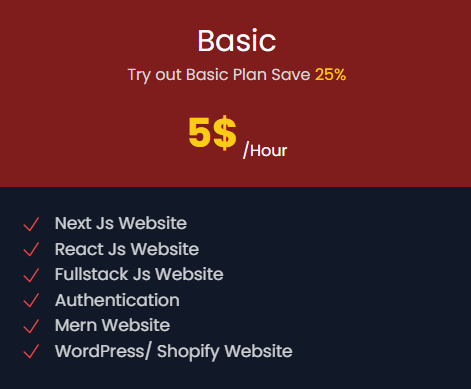 Basic
Try out Basic Plan Save 25%
5$ /Hour
Next Js Website
React Js Website
Fullstack Js Website
Authentication
Mern Website
WordPress/ Shopify Website